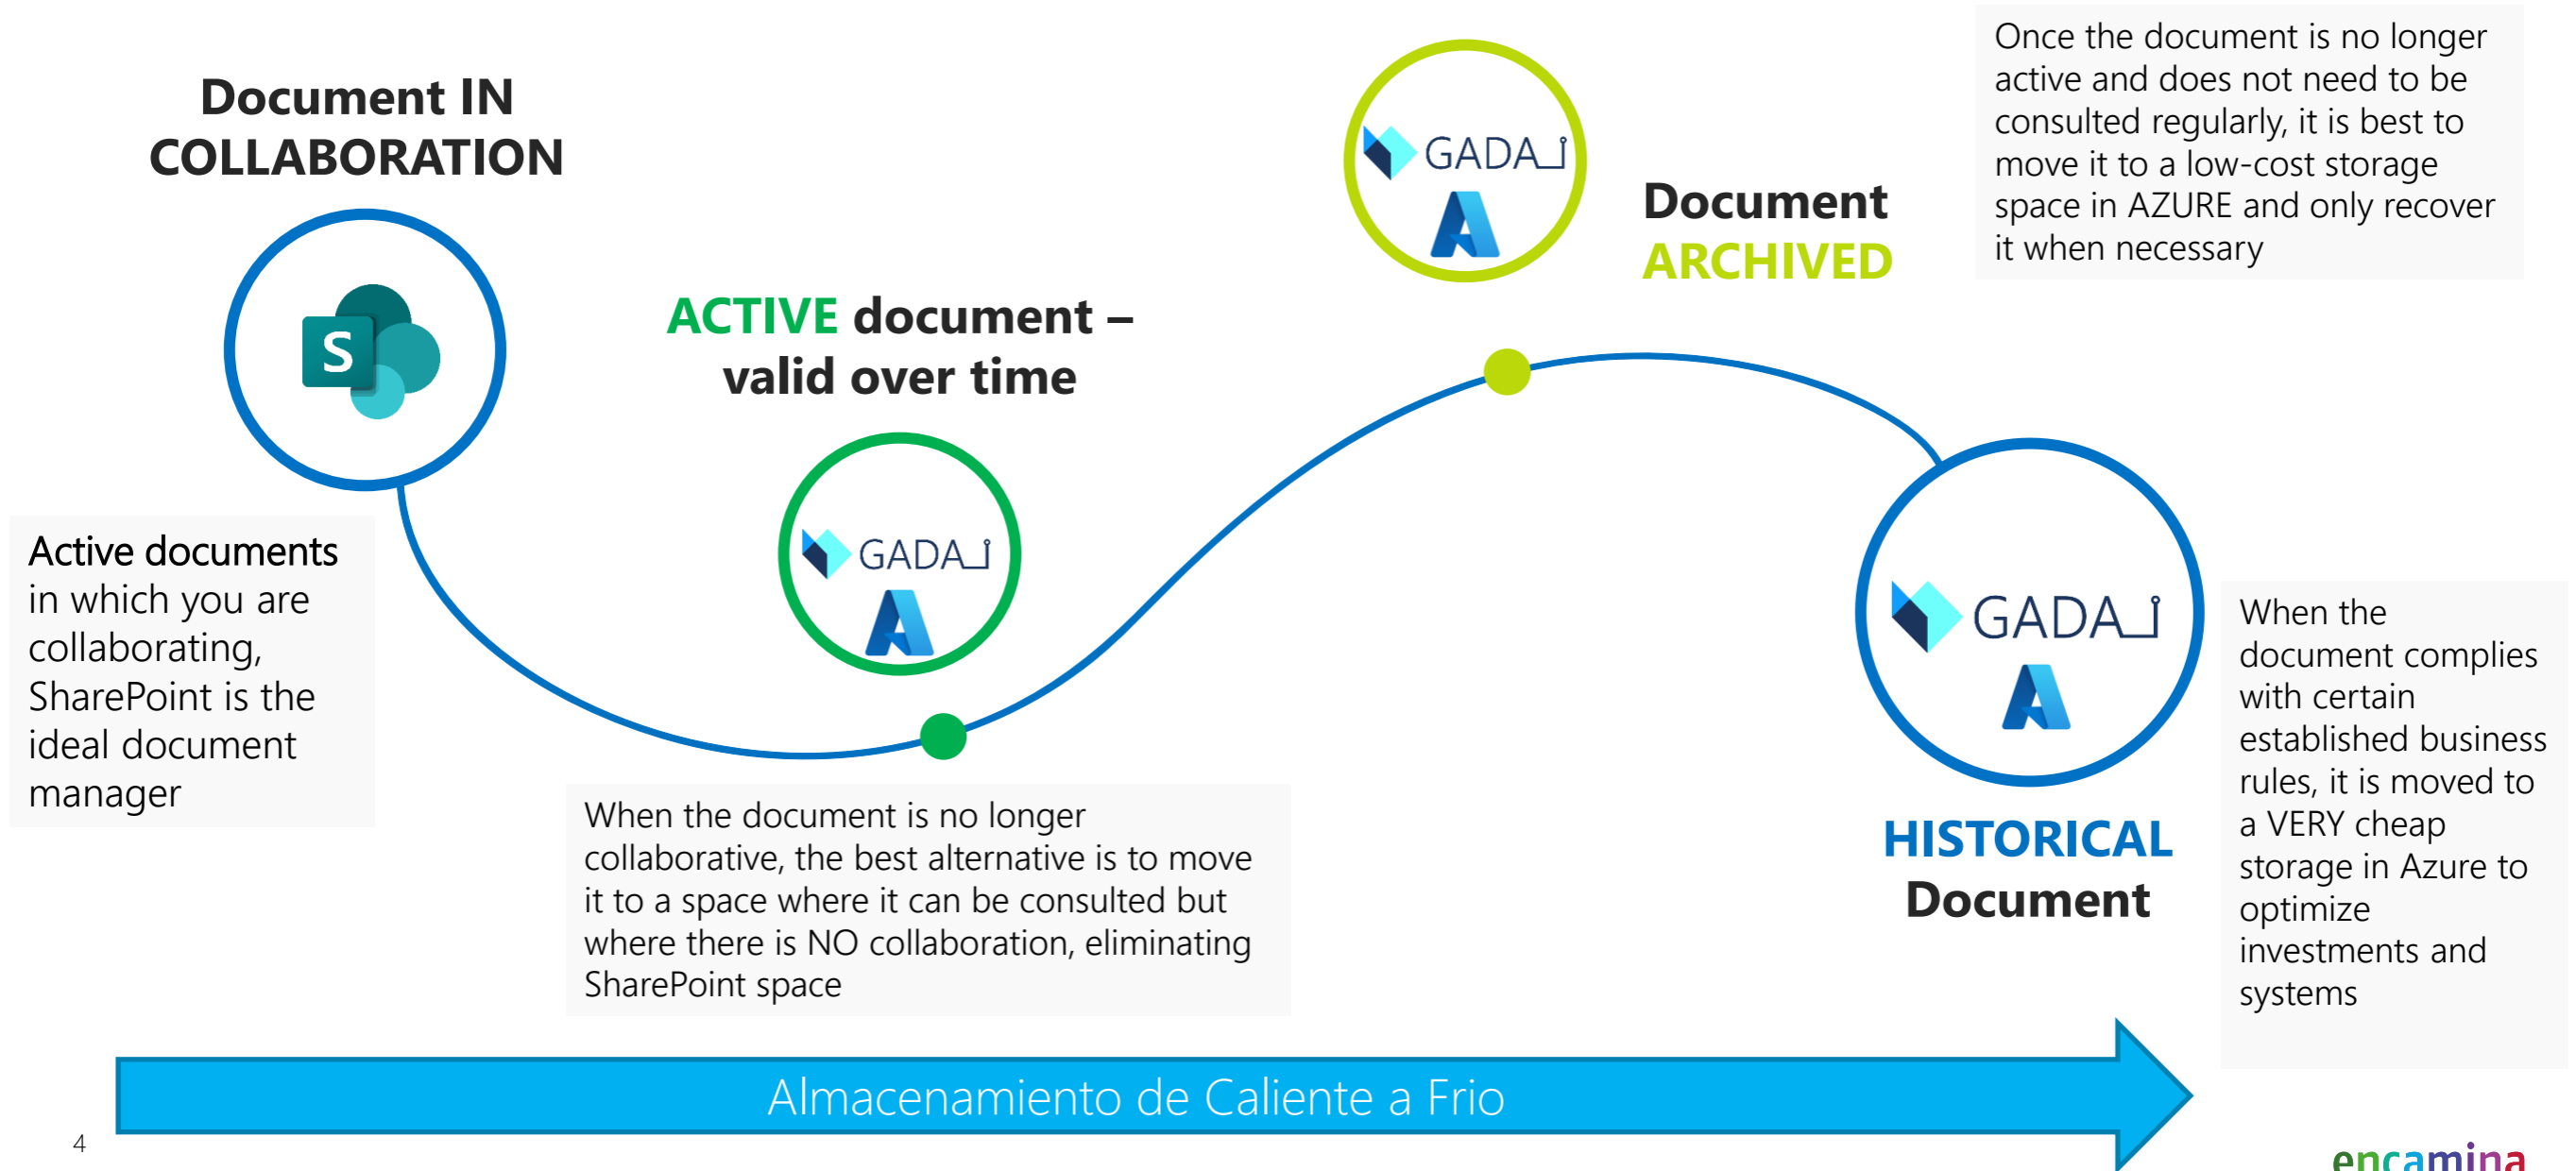 Document IN
COLLABORATION
S
Active documents
in which you are
collaborating,
SharePoint is the
ideal document
manager
ACTIVE document –
valid over time
GADA
When the document is no longer
collaborative, the best alternative is to move
it to a space where it can be consulted but
where there is NO collaboration, eliminating
SharePoint space
GADA
Document
ARCHIVED
Once the document is no longer
active and does not need to be
consulted regularly, it is best to
move it to a low-cost storage
space in AZURE and only recover
it when necessary
GADA
HISTORICAL
Document
When the
document complies
with certain
established business
rules, it is moved to
a VERY cheap
storage in Azure to
optimize
investments and
systems
Almacenamiento de Caliente a Frio
4
encamina